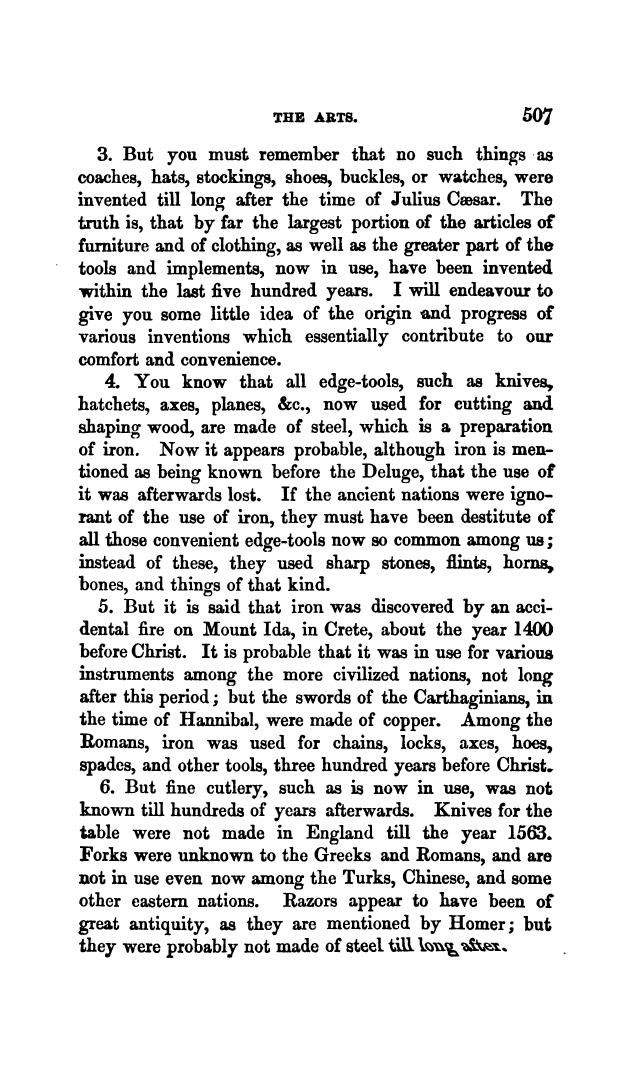 THE ARTS. 507
3. But you must remember that no such things as
coaches, hats, stockings, shoes, buckles, or watches, were
invented till long after the time of Julius Cæsar. The
truth is, that by far the largest portion of the articles of
furniture and of clothing, as well as the greater part of the
tools and implements, now in use, have been invented
within the last five hundred years. I will endeavour to
give you some little idea of the origin and progress of
various inventions which essentially contribute to our
comfort and convenience.
4. You know that all edge-tools, such as knives,
hatchets, axes, planes, &c., now used for cutting and
shaping wood, are made of steel, which is a preparation
of iron. Now it appears probable, although iron is men-
tioned as being known before the Deluge, that the use of
it was afterwards lost. If the ancient nations were igno-
rant of the use of iron, they must have been destitute of
all those convenient edge-tools now so common among us;
instead of these, they used sharp stones, flints, horns,
bones, and things of that kind.
5. But it is said that iron was discovered by an acci-
dental fire on Mount Ida, in Crete, about the year 1400
before Christ. It is probable that it was in use for various
instruments among the more civilized nations, not long
after this period; but the swords of the Carthaginians, in
the time of Hannibal, were made of copper. Among the
Romans, iron was used for chains, locks, axes, hoes,
spades, and other tools, three hundred years before Christ.
6. But fine cutlery, such as is now in use, was not
known till hundreds of years afterwards. Knives for the
table were not made in England till the year 1563.
Forks were unknown to the Greeks and Romans, and are
not in use even now among the Turks, Chinese, and some
other eastern nations. Razors appear to have been of
great antiquity, as they are mentioned by Homer; but
they were probably not made of steel till long after.